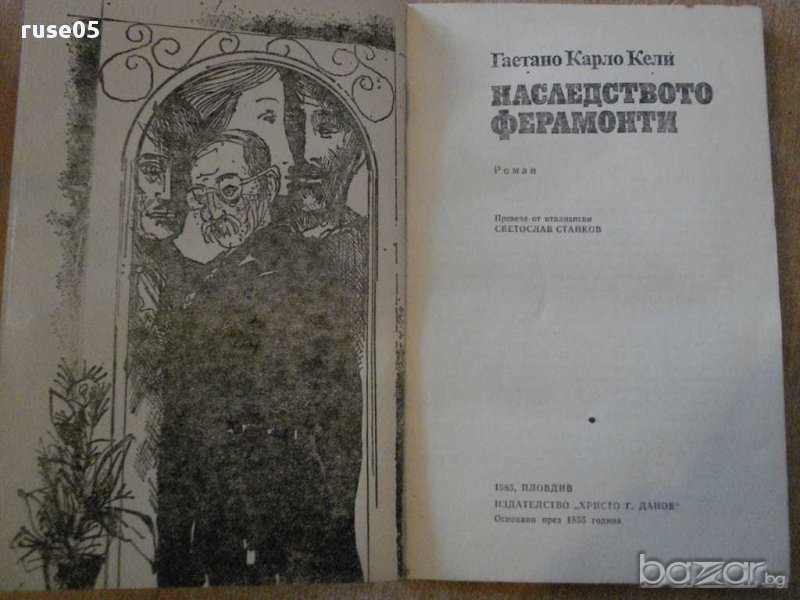 ruse05
Гаетано Карло Кели
НАСЛЕДСТВОТО
ФЕРАМОНТИ
Роман
Превело от италиански
СВЕТОСЛАВ СТАЙКОВ
1985, ПЛОВДИВ
ИЗДАТЕЛСТВО „ХРИСТО Г. ДАНОВ"
Основано през 1855 година
bazar.bg